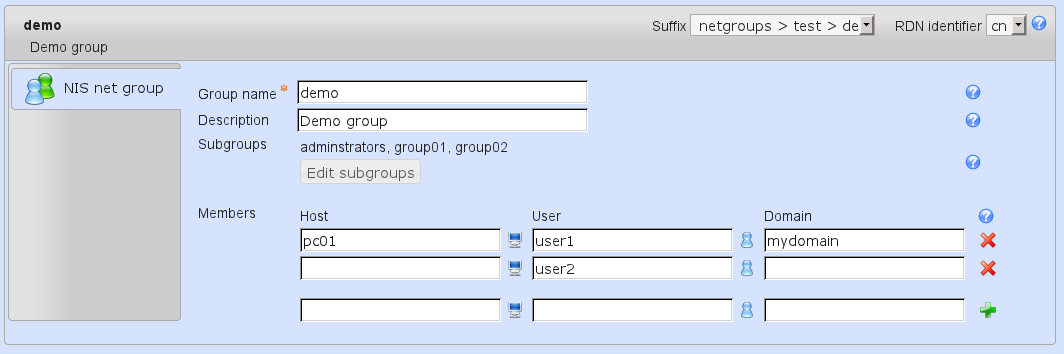 demo
Suffix netgroups > test > de RDN identifier cn
Demo group
NIS net group
Group name * demo
Description Demo group
Subgroups adminstrators, group01, group02
Edit subgroups
Members Host User Domain
pc01 user1 mydomain
user2